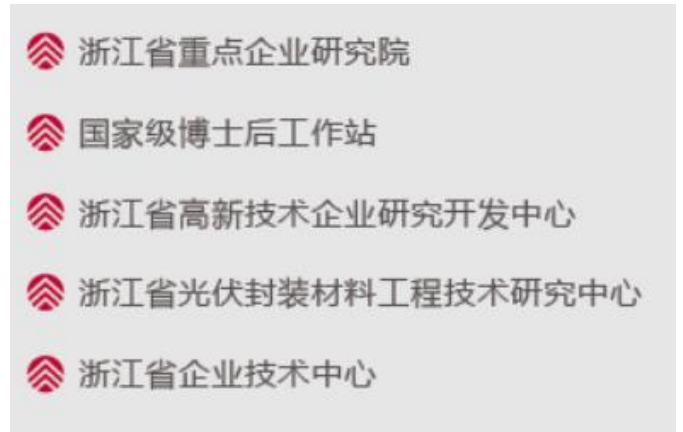 浙江省重点企业研究院
国家级博士后工作站
浙江省高新技术企业研究开发中心
浙江省光伏封装材料工程技术研究中心
浙江省企业技术中心